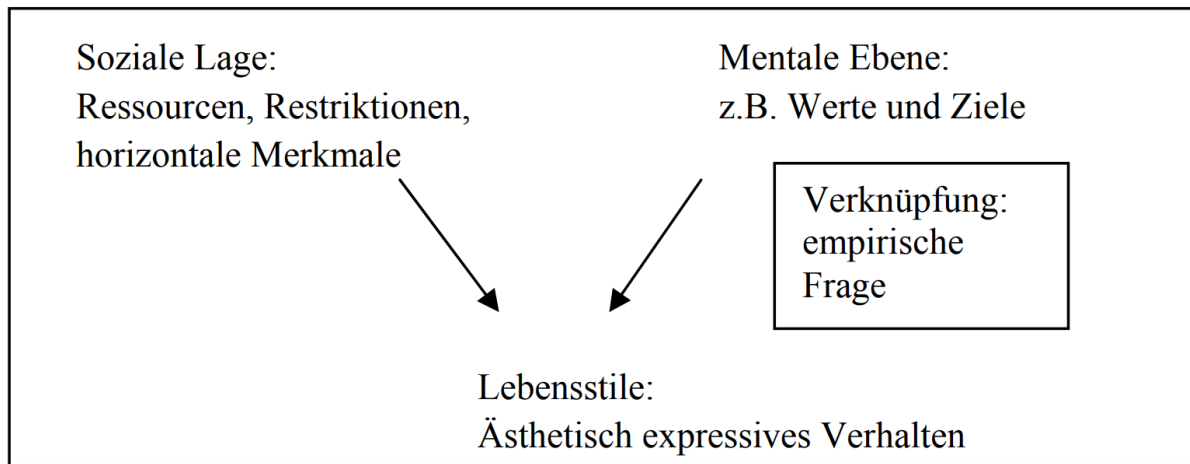 Soziale Lage:
Ressourcen, Restriktionen,
horizontale Merkmale
Mentale Ebene:
z.B. Werte und Ziele
Verknüpfung:
empirische
Frage
Lebensstile:
Ästhetisch expressives Verhalten